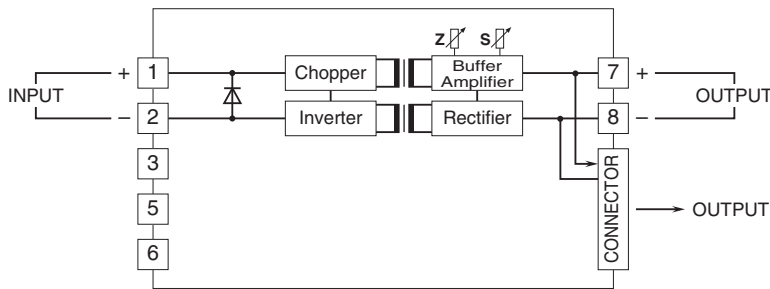 Z S
+ 1 Chopper Buffer Amplifier 7 +
INPUT OUTPUT
− 2 Inverter Rectifier 8 −
3
5
6
CONNECTOR
OUTPUT